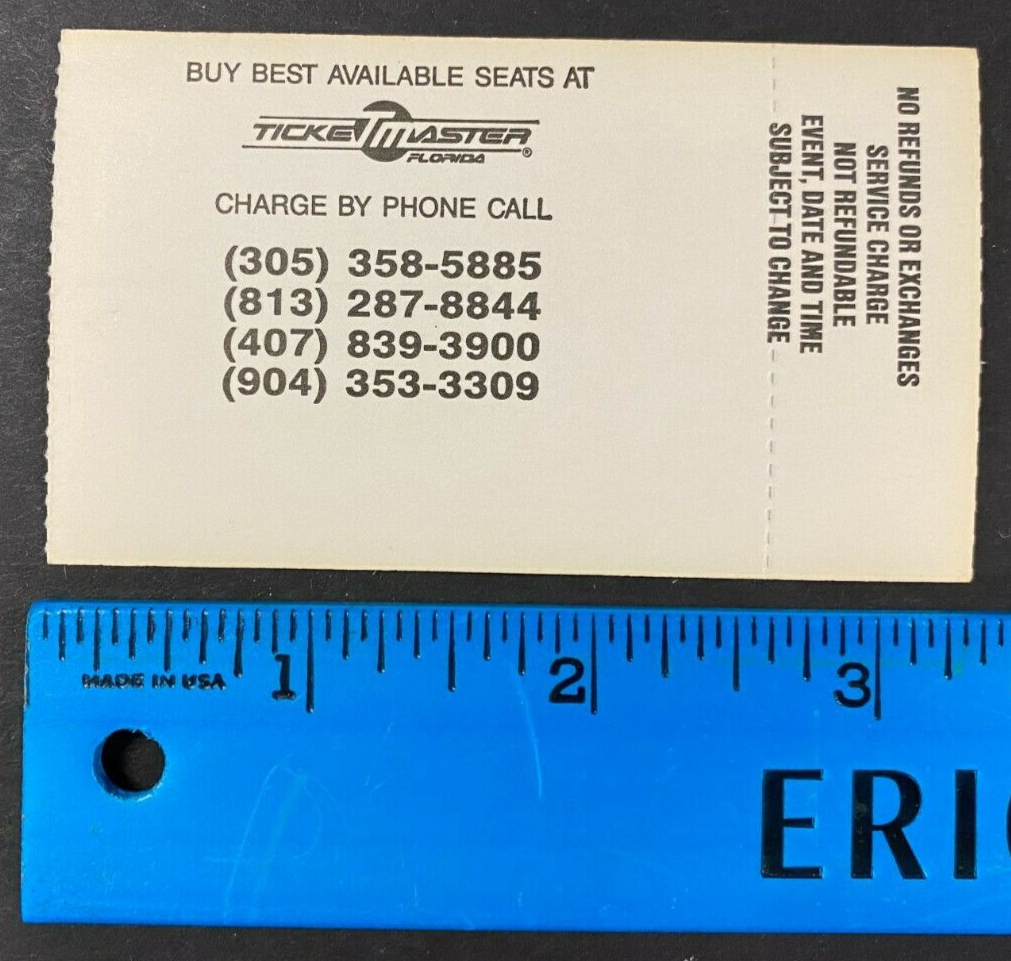 BUY BEST AVAILABLE SEATS AT
TICKETMASTER
FLORIDA ®
CHARGE BY PHONE CALL
(305) 358-5885
(813) 287-8844
(407) 839-3900
(904) 353-3309
NO REFUNDS OR EXCHANGES
SERVICE CHARGE
NOT REFUNDABLE
EVENT, DATE AND TIME
SUBJECT TO CHANGE
1 2 3
MADE IN USA
ERI